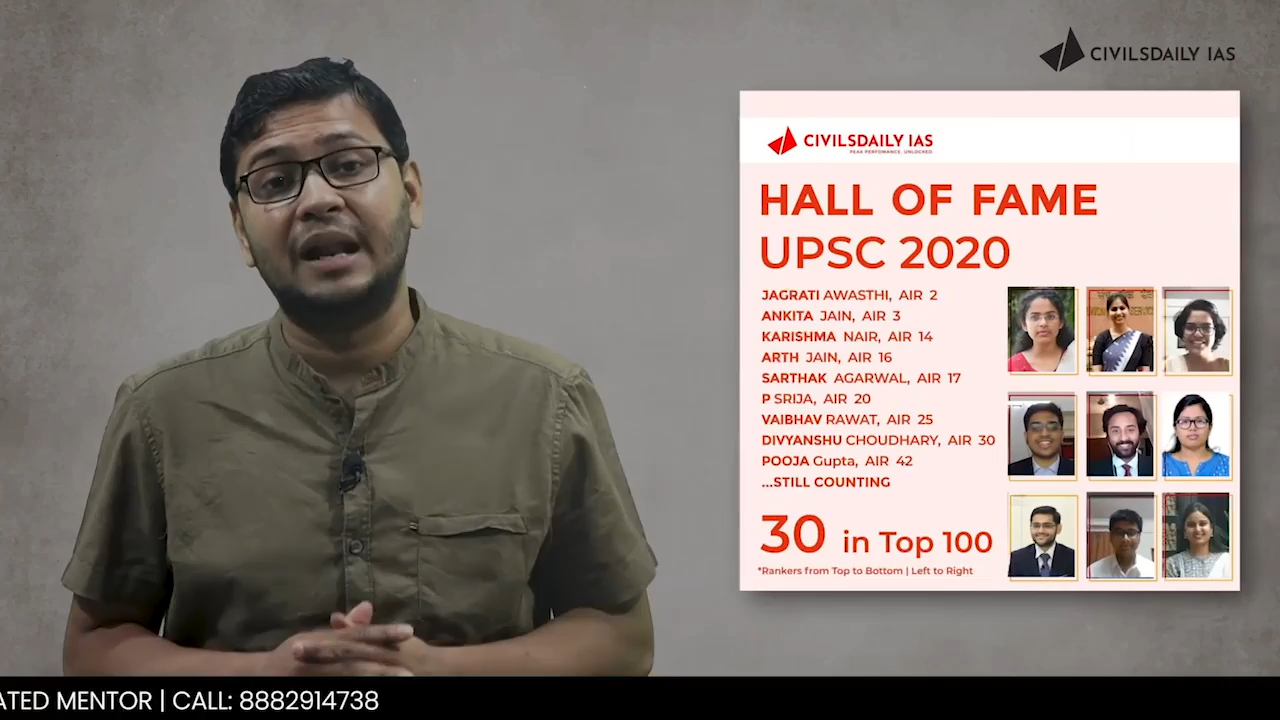 CIVILSDAILY IAS
CIVILSDAILY IAS
PEAK PERFOMANCE, UNLOCKED.
HALL OF FAME
UPSC 2020
JAGRATI AWASTHI, AIR 2
ANKITA JAIN, AIR 3
KARISHMA NAIR, AIR 14
ARTH JAIN, AIR 16
SARTHAK AGARWAL, AIR 17
P SRIJA, AIR 20
VAIBHAV RAWAT, AIR 25
DIVYANSHU CHOUDHARY, AIR 30
POOJA Gupta, AIR 42
...STILL COUNTING
30 in Top 100
*Rankers from Top to Bottom | Left to Right
ATED MENTOR | CALL: 8882914738